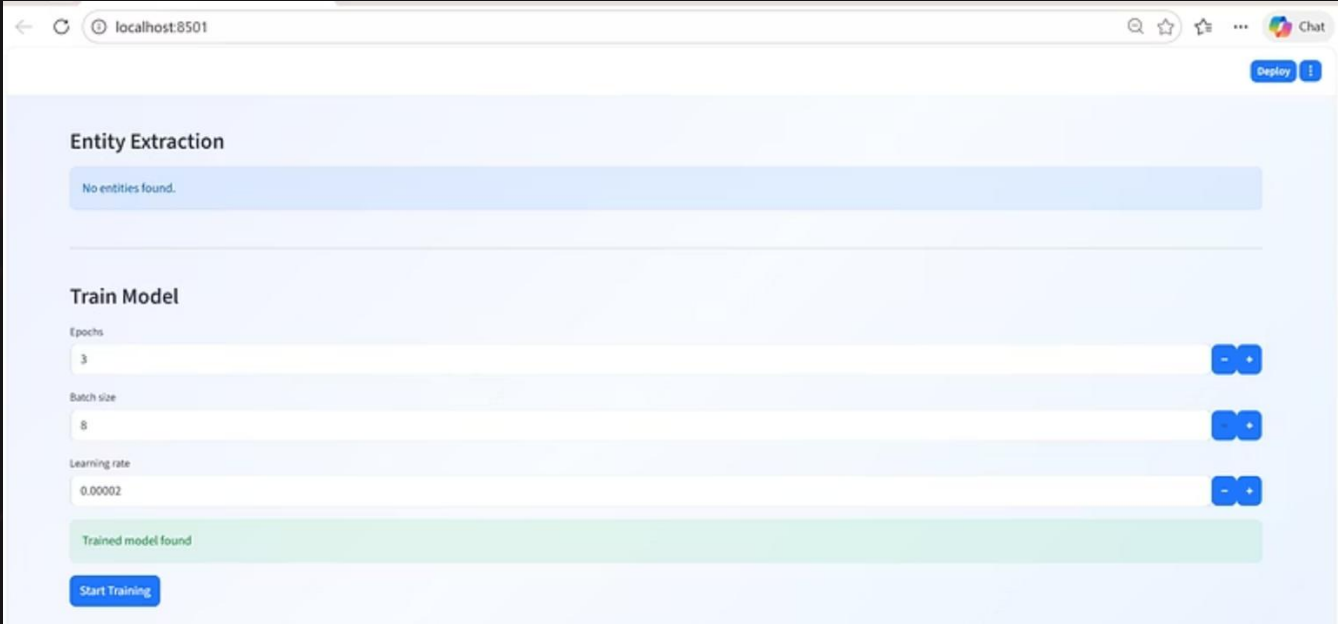 localhost:8501
Chat
Deploy
Entity Extraction
No entities found.
Train Model
Epochs
3
Batch size
8
Learning rate
0.00002
Trained model found
Start Training